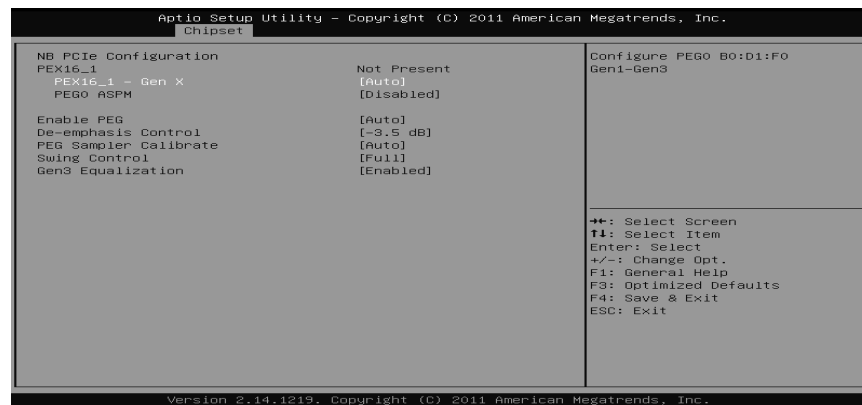 Aptio Setup Utility – Copyright (C) 2011 American Megatrends, Inc.
Chipset
NB PCIe Configuration
PEX16_1 Not Present
PEX16_1 – Gen X [Auto]
PEG0 ASPM [Disabled]
Enable PEG [Auto]
De-emphasis Control [-3.5 dB]
PEG Sampler Calibrate [Auto]
Swing Control [Full]
Gen3 Equalization [Enabled]
Configure PEG0 B0:D1:F0
Gen1-Gen3
→←: Select Screen
↑↓: Select Item
Enter: Select
+/-: Change Opt.
F1: General Help
F3: Optimized Defaults
F4: Save & Exit
ESC: Exit
Version 2.14.1219. Copyright (C) 2011 American Megatrends, Inc.